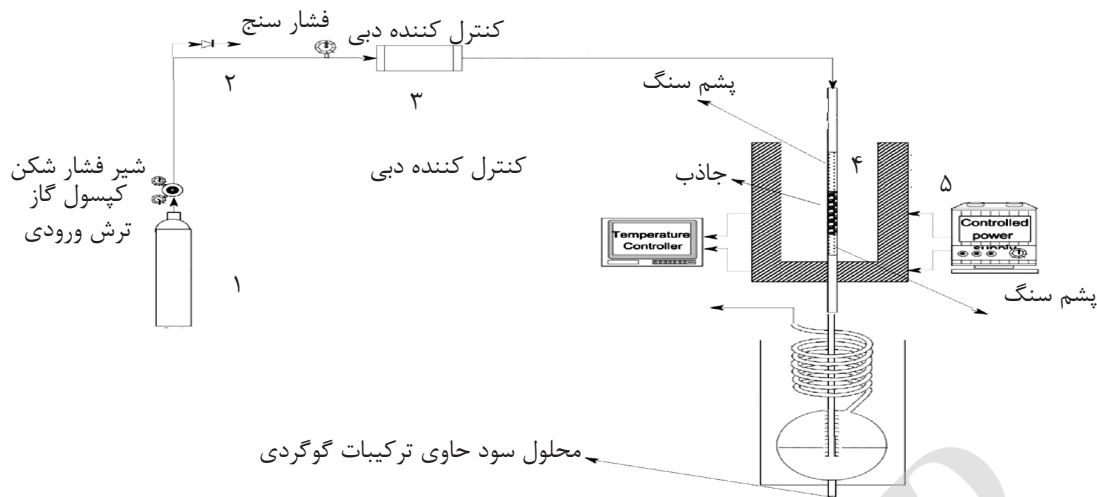 فشار سنج
کنترل کننده دبی
۲
۳
پشم سنگ
شیر فشار شکن
کپسول گاز
ترش ورودی
کنترل کننده دبی
۴
جاذب
۵
Temperature
Controller
Controlled
power
supply
۱
پشم سنگ
محلول سود حاوی ترکیبات گوگردی